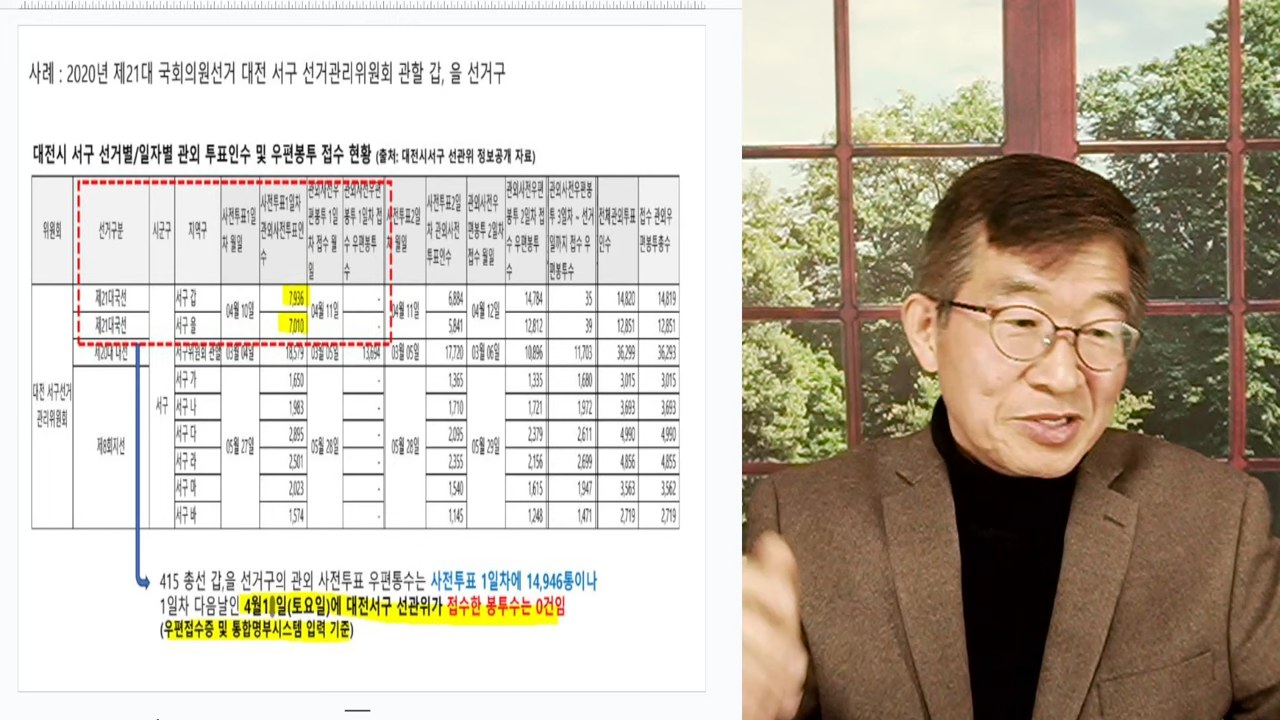 사례 : 2020년 제21대 국회의원선거 대전 서구 선거관리위원회 관할 갑, 을 선거구
대전시 서구 선거별/일자별 관외 투표인수 및 우편봉투 접수 현황 (출처: 대전시서구 선관위 정보공개 자료)
위원회 선거구분 시군구 지역구 사전투표1일차 월일 사전투표1일차 관외사전투표인수 관외사전우편봉투 1일차 접수 월일 관외사전우편봉투 1일차 접수 우편봉투수 사전투표2일차 월일 사전투표2일차 관외사전투표인수 관외사전우편봉투 2일차 접수 월일 관외사전우편봉투 2일차 접수 우편봉투수 관외사전우편봉투 3일차 ~ 선거일까지 접수 우편봉투수 전체관외투표인수 접수 관외우편봉투총수
대전 서구선거관리위원회 서구
제21대국선 서구 갑 04월 10일 7,936 04월 11일 - 04월 11일 6,884 04월 12일 14,784 35 14,820 14,819
제21대국선 서구 을 7,010 - 5,841 12,812 39 12,851 12,851
제20대 대선 서구위원회 관할 03월 04일 18,579 03월 05일 13,694 03월 05일 17,720 03월 06일 10,896 11,703 36,299 36,293
제8회지선 서구 가 05월 27일 1,650 05월 28일 - 05월 28일 1,365 05월 29일 1,335 1,680 3,015 3,015
서구 나 1,983 - 1,710 1,721 1,972 3,693 3,693
서구 다 2,895 - 2,095 2,379 2,611 4,990 4,990
서구 라 2,501 - 2,355 2,156 2,699 4,856 4,855
서구 마 2,023 - 1,540 1,615 1,947 3,563 3,562
서구 바 1,574 - 1,145 1,248 1,471 2,719 2,719
415 총선 갑,을 선거구의 관외 사전투표 우편통수는 사전투표 1일차에 14,946통이나
1일차 다음날인 4월1일(토요일)에 대전서구 선관위가 접수한 봉투수는 0건임
(우편접수증 및 통합명부시스템 입력 기준)